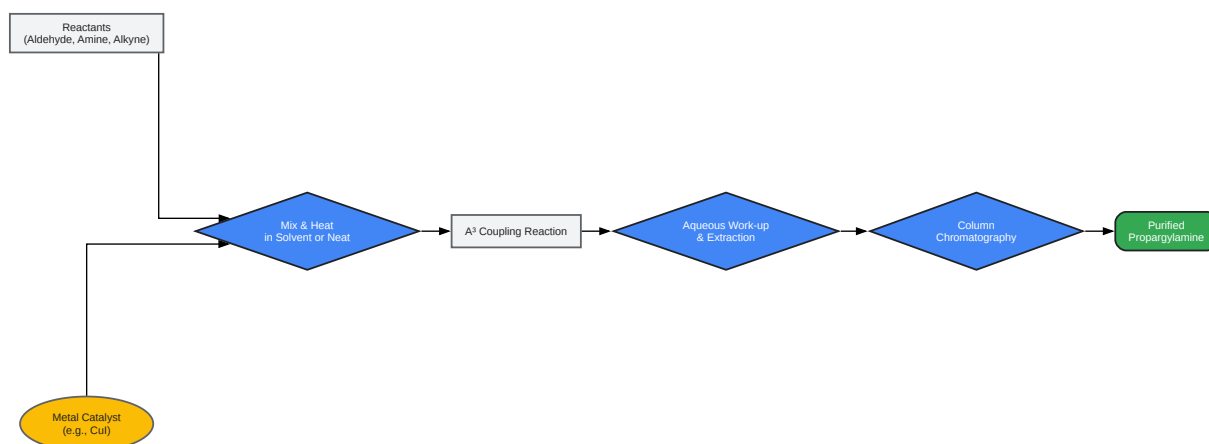 Reactants
(Aldehyde, Amine, Alkyne)
Mix & Heat
in Solvent or Neat
A³ Coupling Reaction
Aqueous Work-up
& Extraction
Column
Chromatography
Purified
Propargylamine
Metal Catalyst
(e.g., CuI)